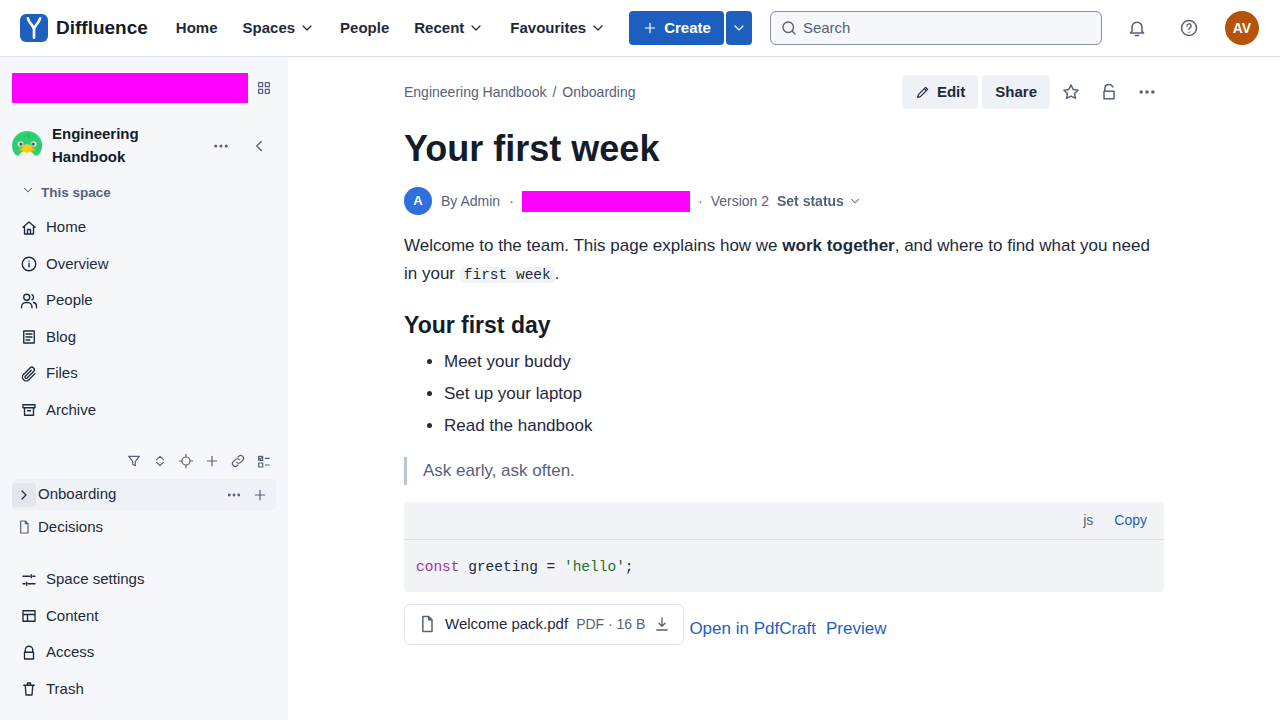 Diffluence Home Spaces People Recent Favourites Create Search AV
Engineering Handbook
This space
Home
Overview
People
Blog
Files
Archive
Onboarding
Decisions
Space settings
Content
Access
Trash
Engineering Handbook / Onboarding Edit Share
Your first week
A By Admin · · Version 2 Set status
Welcome to the team. This page explains how we work together, and where to find what you need
in your first week.
Your first day
Meet your buddy
Set up your laptop
Read the handbook
Ask early, ask often.
js Copy
const greeting = 'hello';
Welcome pack.pdf PDF · 16 B Open in PdfCraft Preview